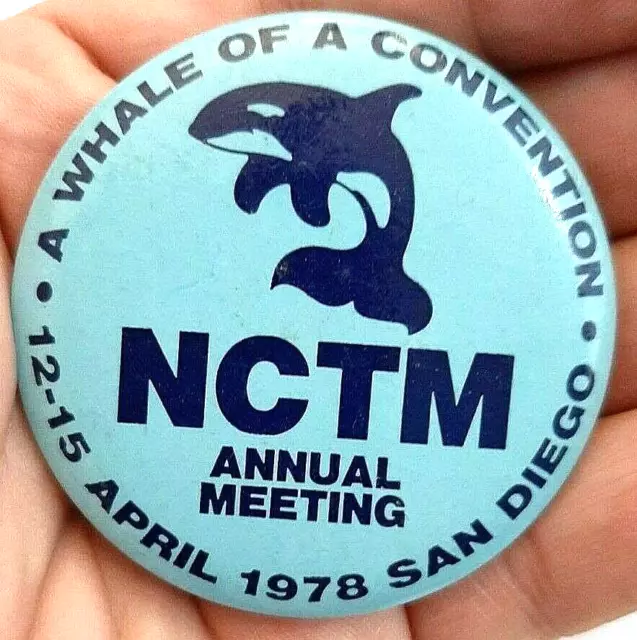 A WHALE OF A CONVENTION
NCTM
ANNUAL
MEETING
• 12-15 APRIL 1978 SAN DIEGO •